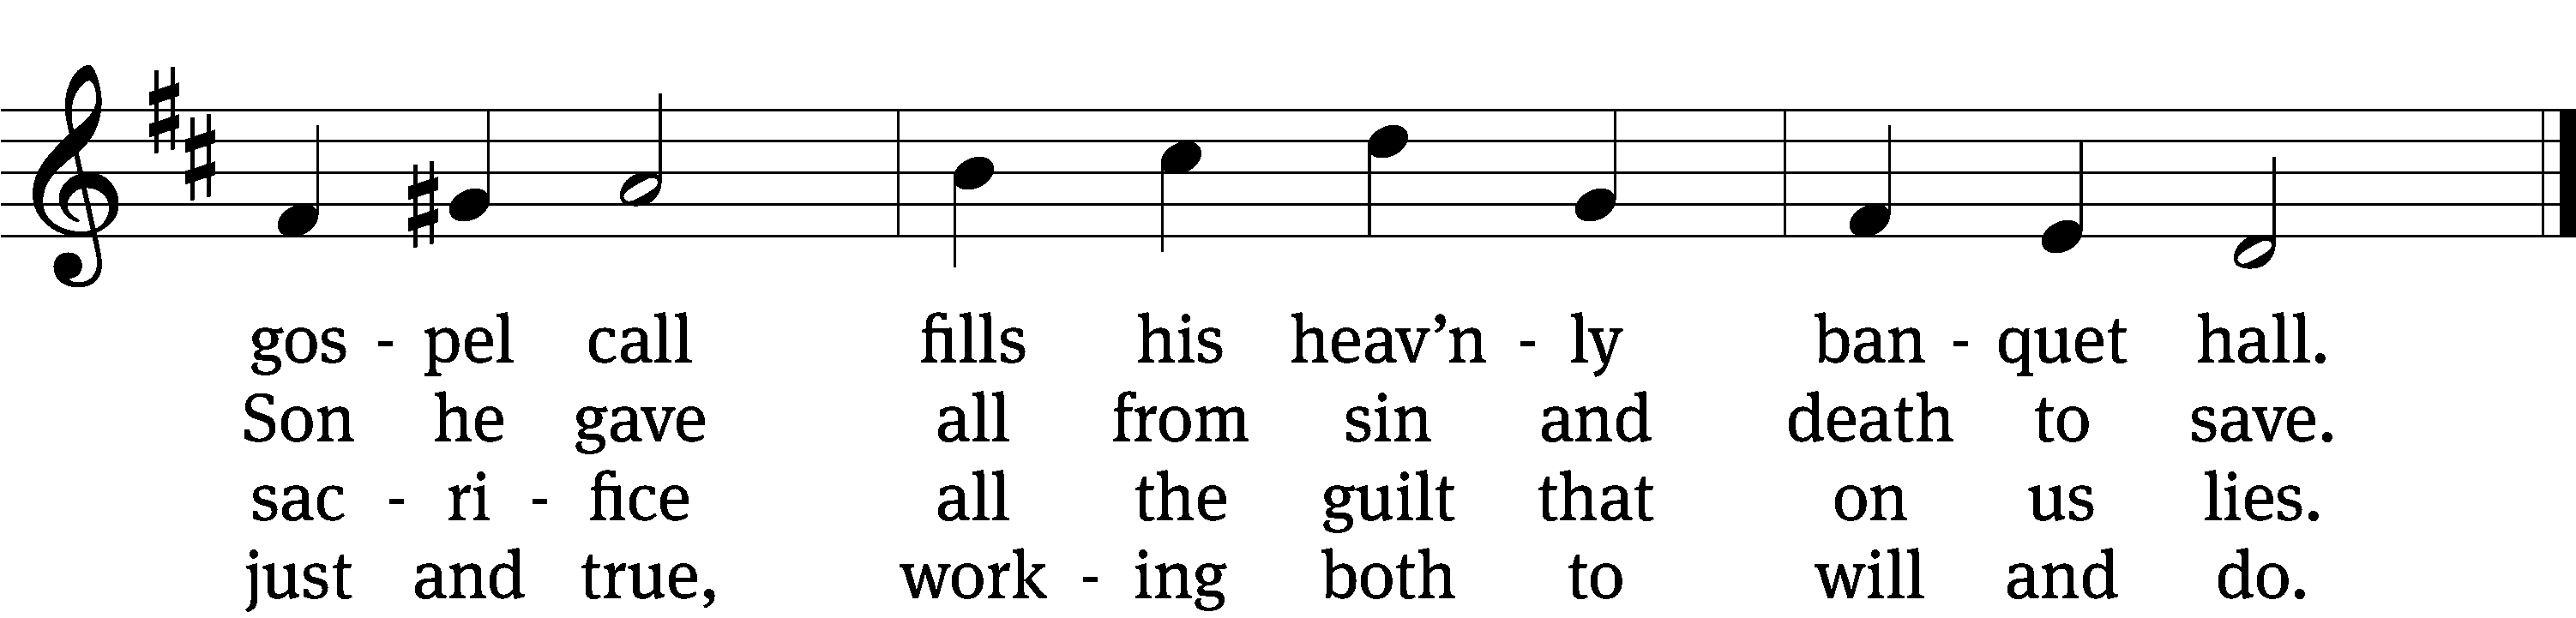 gos - pel call fills his heav’n - ly ban - quet hall.
Son he gave all from sin and death to save.
sac - ri - fice all the guilt that on us lies.
just and true, work - ing both to will and do.